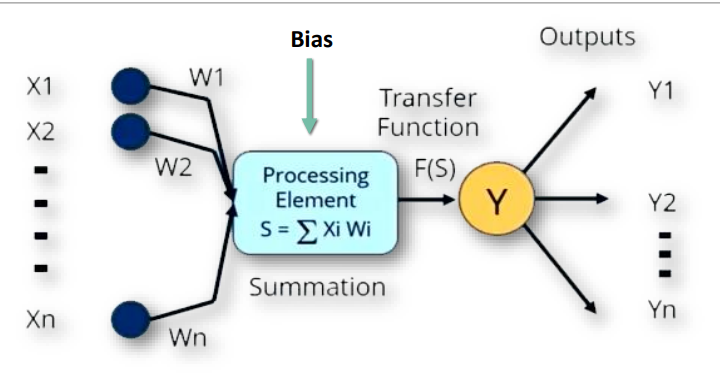 Bias
Outputs
X1
W1
Transfer
Function
Y1
X2
W2
Processing
Element
S = ∑ Xi Wi
F(S)
Y
Y2
Summation
Xn
Wn
Yn